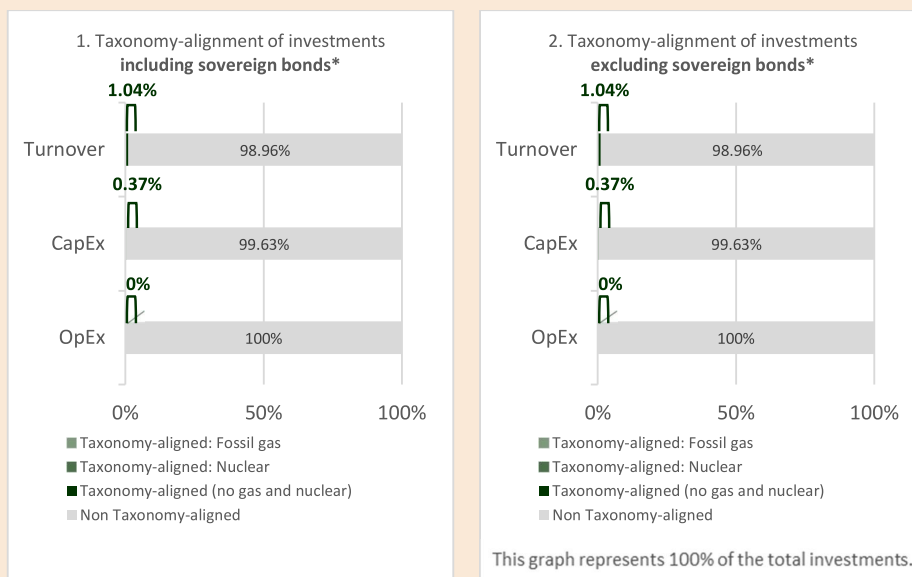 1. Taxonomy-alignment of investments
including sovereign bonds*
1.04%
Turnover
98.96%
0.37%
CapEx
99.63%
0%
OpEx
100%
0%
50%
100%
Taxonomy-aligned: Fossil gas
Taxonomy-aligned: Nuclear
Taxonomy-aligned (no gas and nuclear)
Non Taxonomy-aligned
2. Taxonomy-alignment of investments
excluding sovereign bonds*
1.04%
Turnover
98.96%
0.37%
CapEx
99.63%
0%
OpEx
100%
0%
50%
100%
Taxonomy-aligned: Fossil gas
Taxonomy-aligned: Nuclear
Taxonomy-aligned (no gas and nuclear)
Non Taxonomy-aligned
This graph represents 100% of the total investments.